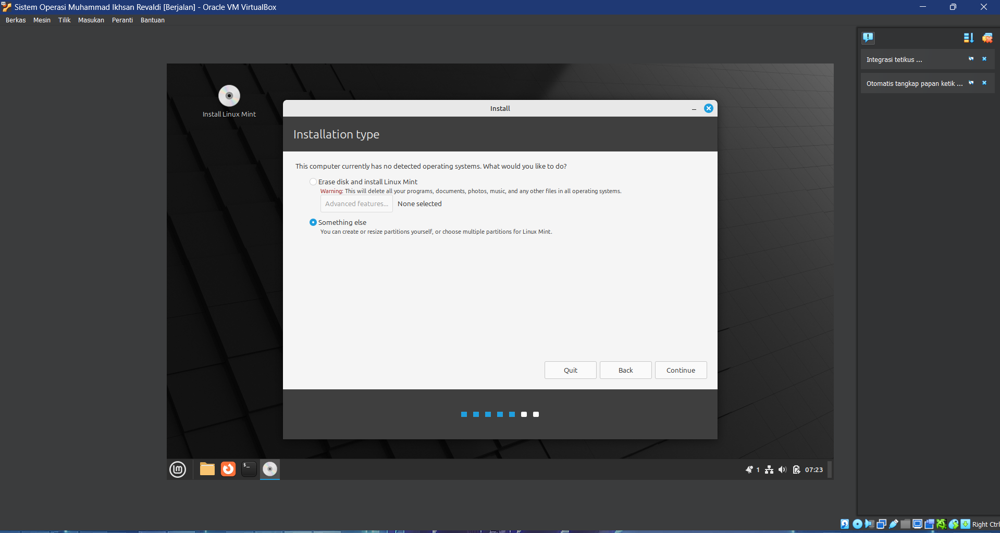 Sistem Operasi Muhammad Ikhsan Revaldi [Berjalan] - Oracle VM VirtualBox
Berkas Mesin Tilik Masukan Peranti Bantuan
Integrasi tetikus ...
Otomatis tangkap papan ketik ...
Install Linux Mint
Install
Installation type
This computer currently has no detected operating systems. What would you like to do?
Erase disk and install Linux Mint
Warning: This will delete all your programs, documents, photos, music, and any other files in all operating systems.
Advanced features... None selected
Something else
You can create or resize partitions yourself, or choose multiple partitions for Linux Mint.
Quit Back Continue
$_
1 07:23
Right Ctrl